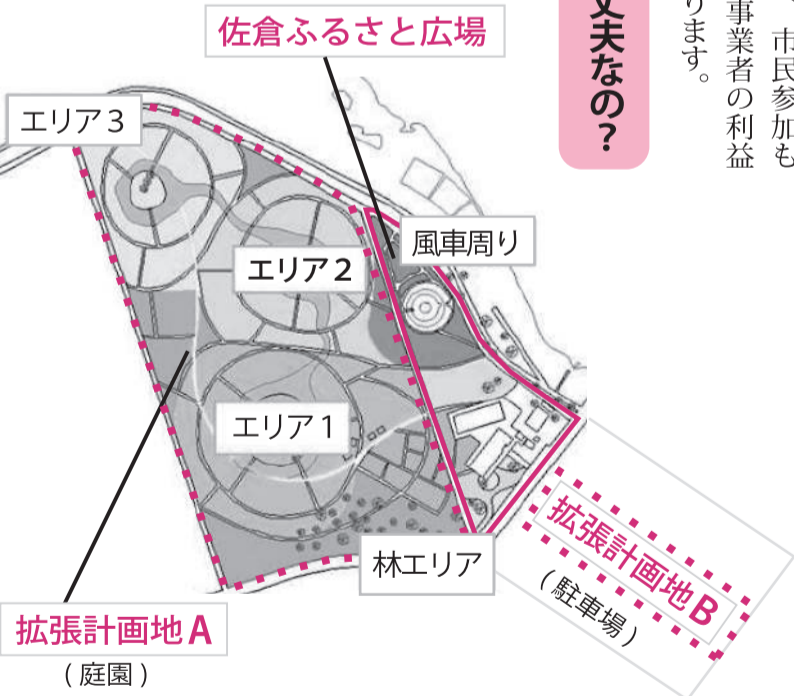 、市民参加も
事業者の利益
ります。
丈夫なの？
佐倉ふるさと広場
エリア３
風車周り
エリア２
エリア１
林エリア
拡張計画地B
（駐車場）
拡張計画地A
（庭園）